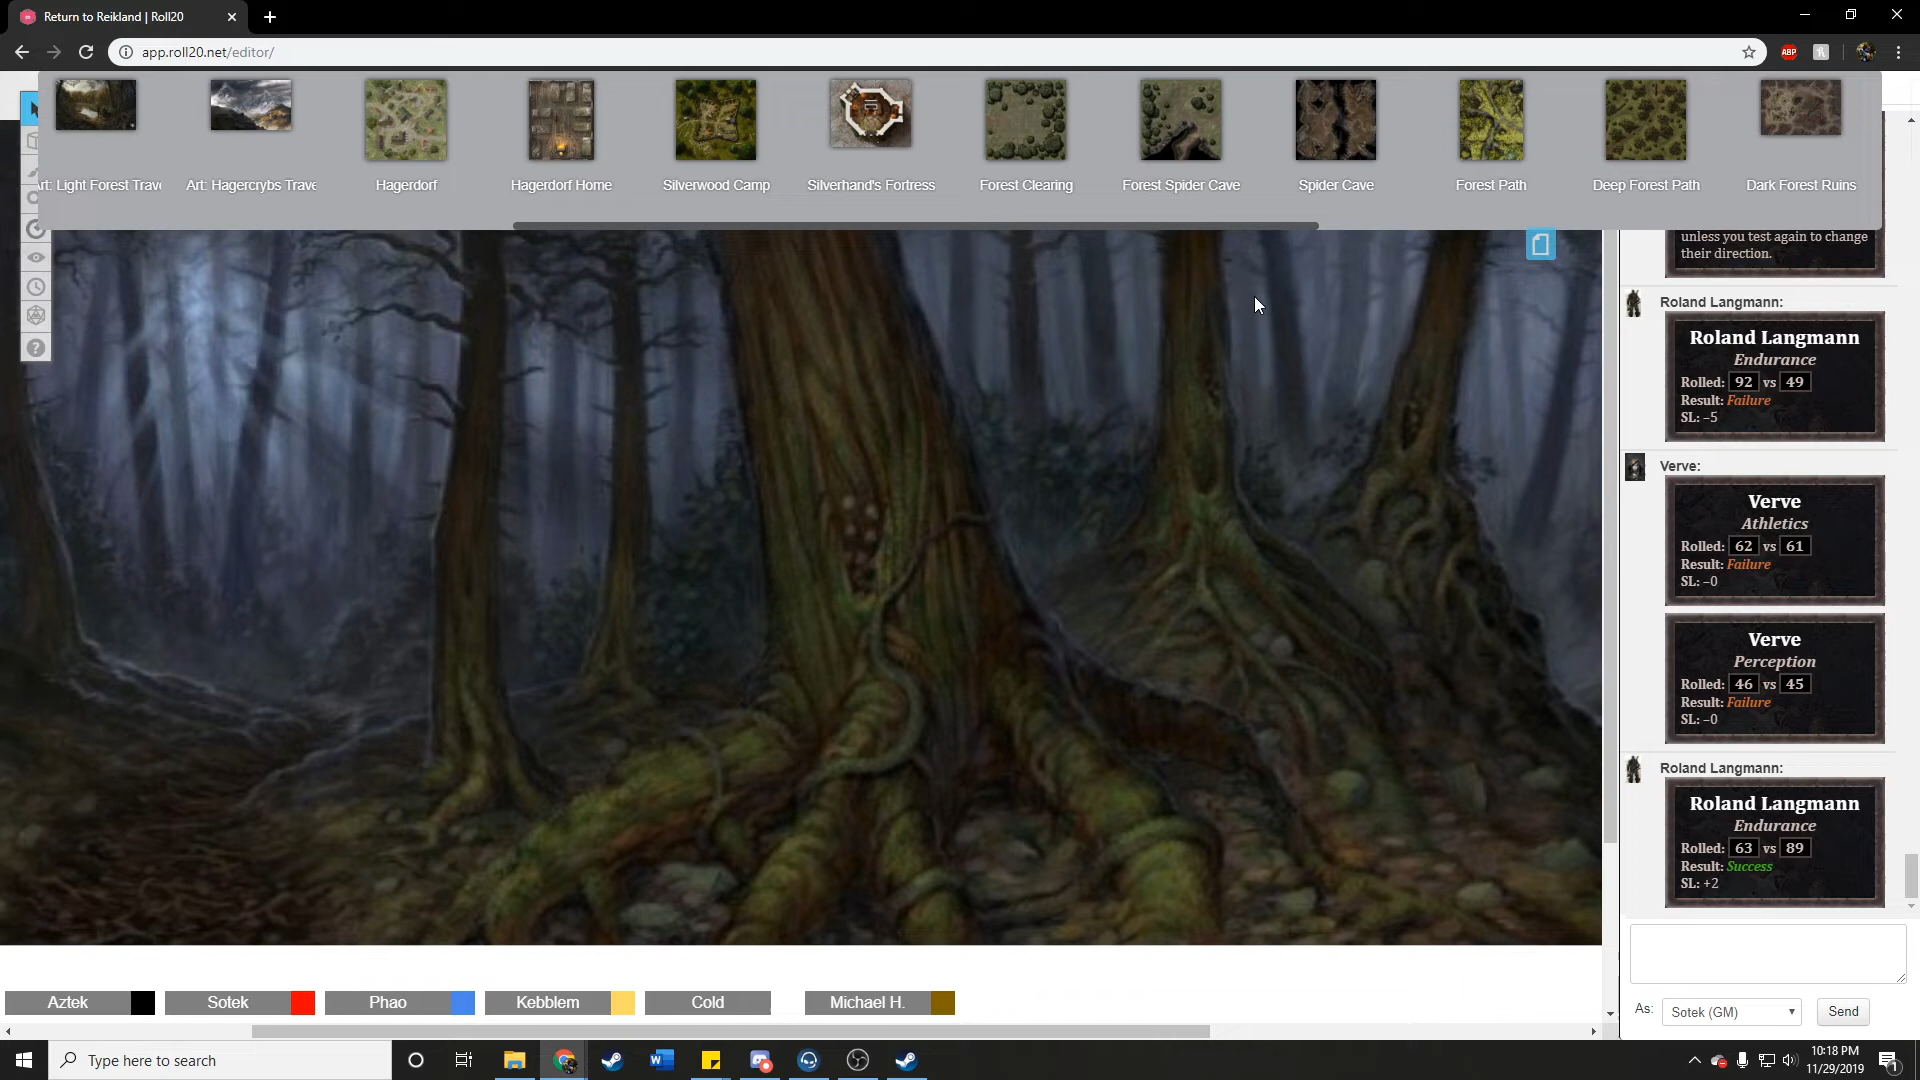 Return to Reikland | Roll20
app.roll20.net/editor/
ABP
Art: Light Forest Trave
Art: Hagercrybs Trave
Hagerdorf
Hagerdorf Home
Silverwood Camp
Silverhand's Fortress
Forest Clearing
Forest Spider Cave
Spider Cave
Forest Path
Deep Forest Path
Dark Forest Ruins
unless you test again to change
their direction.
Roland Langmann:
Roland Langmann
Endurance
Rolled: 92 vs 49
Result: Failure
SL: -5
Verve:
Verve
Athletics
Rolled: 62 vs 61
Result: Failure
SL: -0
Verve
Perception
Rolled: 46 vs 45
Result: Failure
SL: -0
Roland Langmann:
Roland Langmann
Endurance
Rolled: 63 vs 89
Result: Success
SL: +2
As: Sotek (GM) Send
Aztek Sotek Phao Kebblem Cold Michael H.
Type here to search
10:18 PM
11/29/2019
1